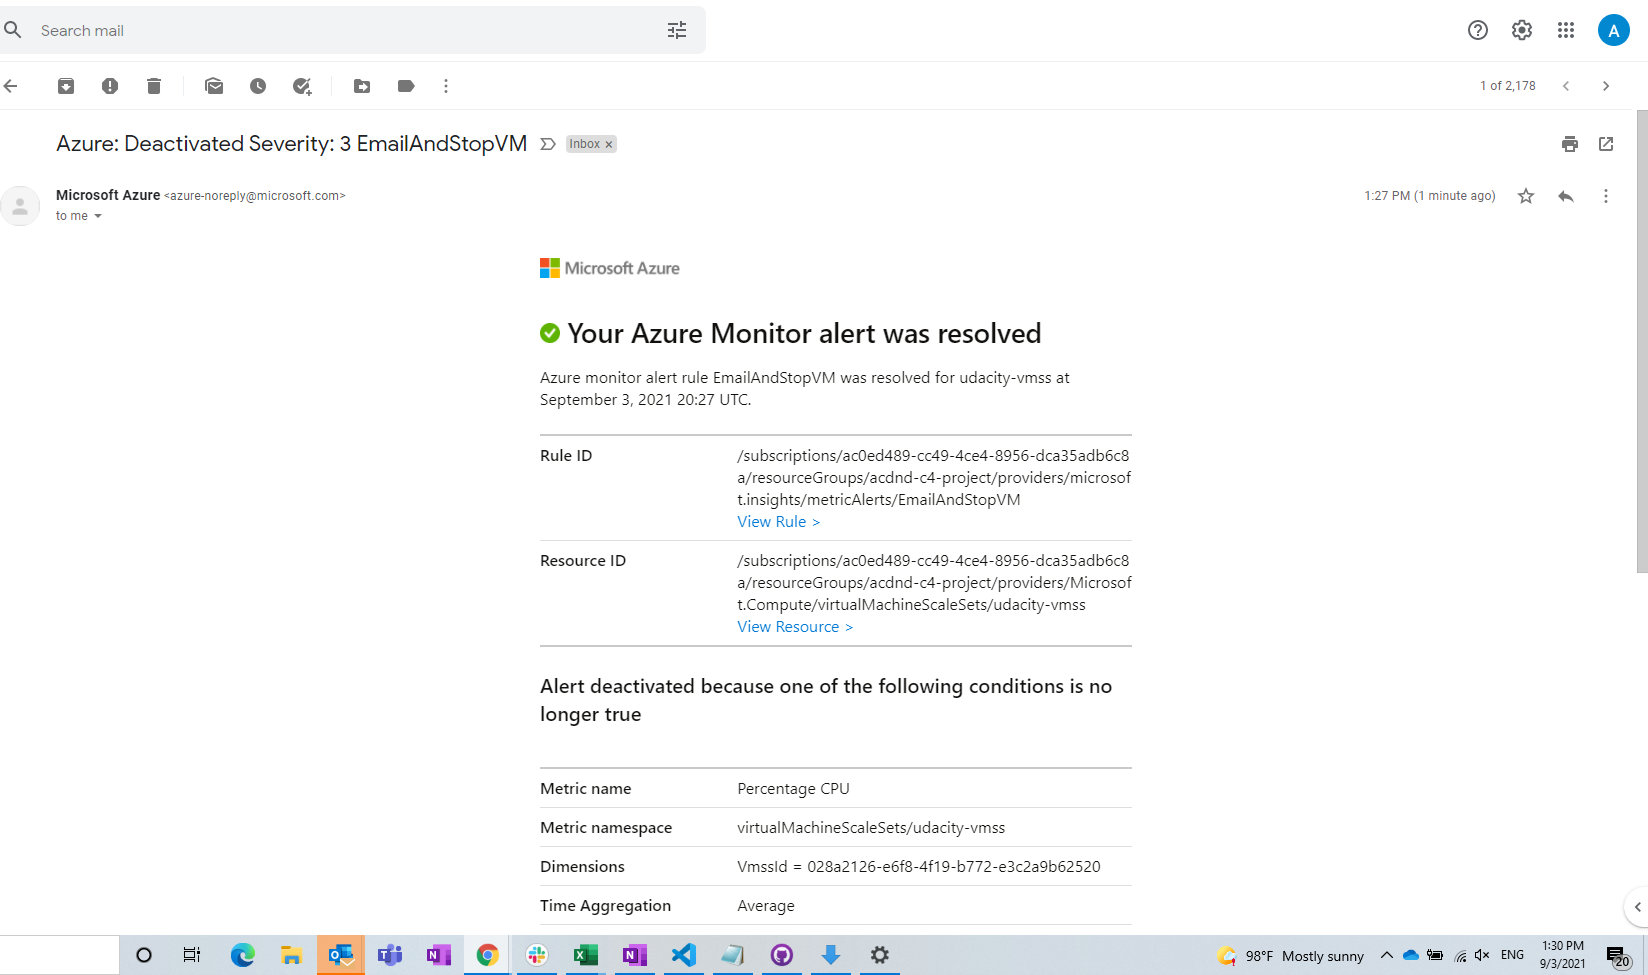 Search mail
A
1 of 2,178
Azure: Deactivated Severity: 3 EmailAndStopVM
Inbox ×
Microsoft Azure <azure-noreply@microsoft.com>
1:27 PM (1 minute ago)
to me
Microsoft Azure
Your Azure Monitor alert was resolved
Azure monitor alert rule EmailAndStopVM was resolved for udacity-vmss at
September 3, 2021 20:27 UTC.
Rule ID
/subscriptions/ac0ed489-cc49-4ce4-8956-dca35adb6c8
a/resourceGroups/acdnd-c4-project/providers/microsof
t.insights/metricAlerts/EmailAndStopVM
View Rule >
Resource ID
/subscriptions/ac0ed489-cc49-4ce4-8956-dca35adb6c8
a/resourceGroups/acdnd-c4-project/providers/Microsof
t.Compute/virtualMachineScaleSets/udacity-vmss
View Resource >
Alert deactivated because one of the following conditions is no
longer true
Metric name Percentage CPU
Metric namespace virtualMachineScaleSets/udacity-vmss
Dimensions VmssId = 028a2126-e6f8-4f19-b772-e3c2a9b62520
Time Aggregation Average
98°F Mostly sunny
ENG
1:30 PM
9/3/2021
20